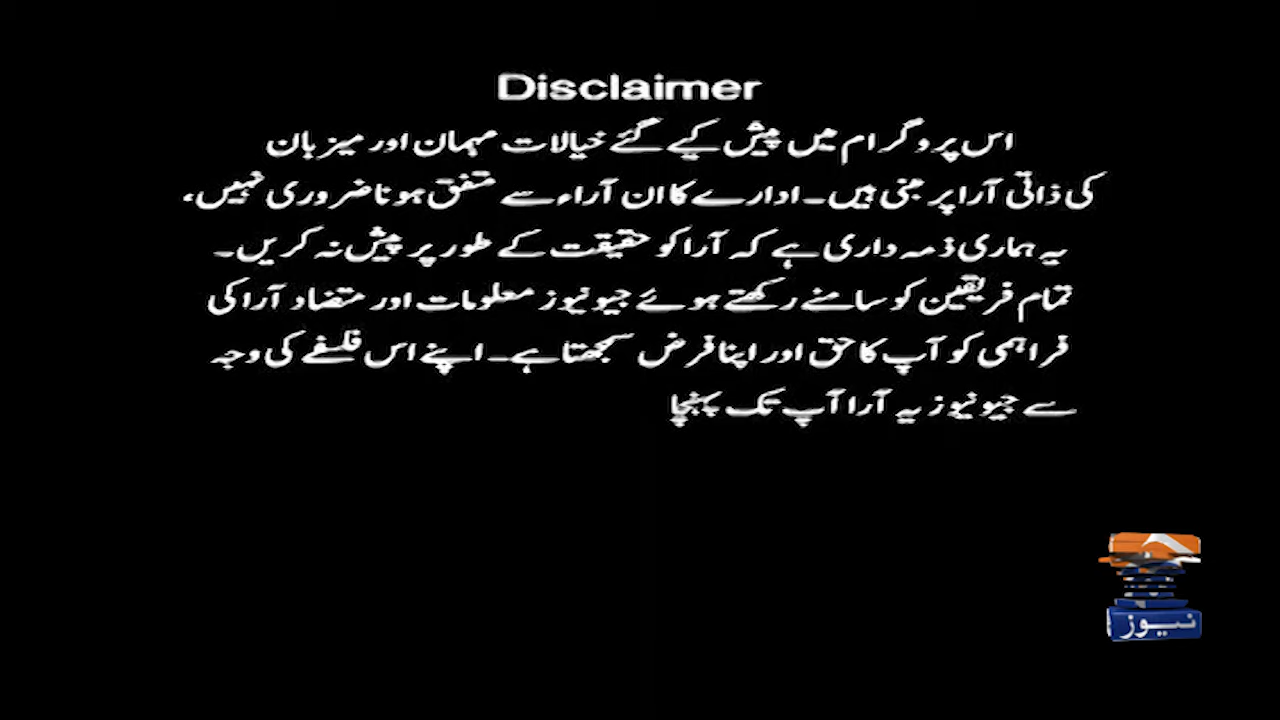 Disclaimer
اس پروگرام میں پیش کیے گئے خیالات مہمان اور میزبان
کی ذاتی آرا پر مبنی ہیں۔ ادارے کا ان آراء سے متفق ہونا ضروری نہیں،
یہ ہماری ذمہ داری ہے کہ آرا کو حقیقت کے طور پر پیش نہ کریں۔
تمام فریقین کو سامنے رکھتے ہوئے جیو نیوز معلومات اور متضاد آرا کی
فراہمی کو آپ کا حق اور اپنا فرض سمجھتا ہے۔ اپنے اس فلسفے کی وجہ
سے جیو نیوز یہ آرا آپ تک پہنچا
نیوز